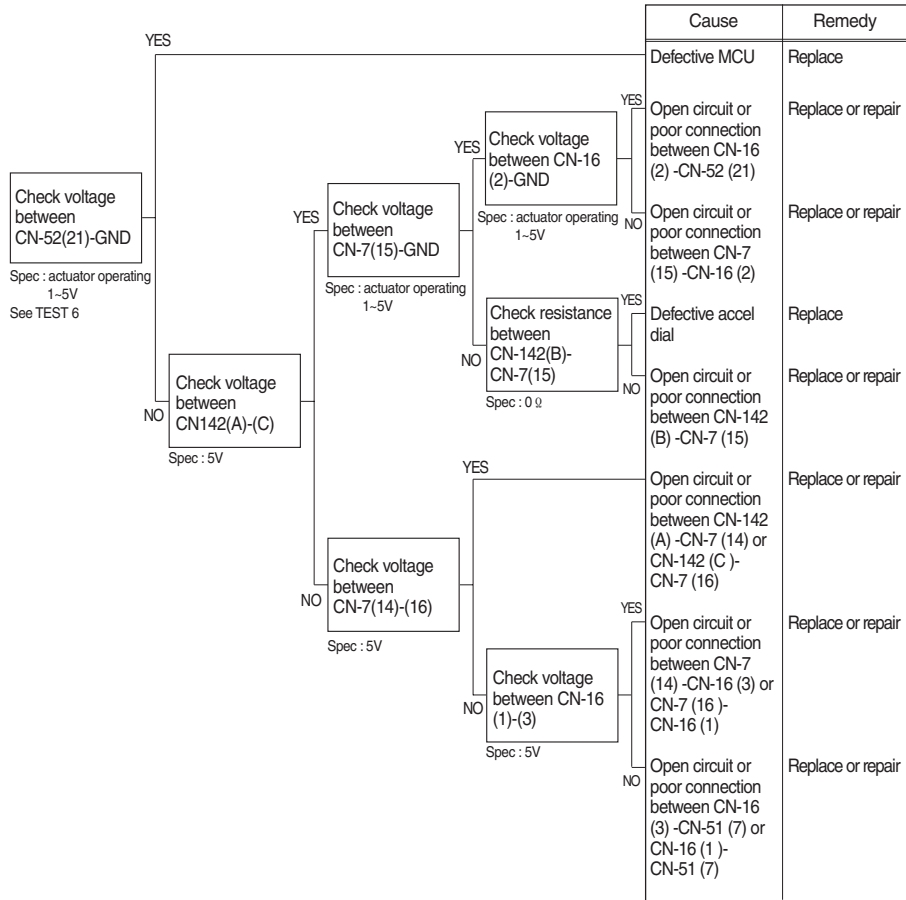 Cause
Remedy
YES
Defective MCU
Replace
YES
Open circuit or
poor connection
between CN-16
(2) -CN-52 (21)
Replace or repair
YES
Check voltage
between CN-16
(2)-GND
Spec : actuator operating
1~5V
NO
Open circuit or
poor connection
between CN-7
(15) -CN-16 (2)
Replace or repair
Check voltage
between
CN-52(21)-GND
Spec : actuator operating
1~5V
See TEST 6
YES
Check voltage
between
CN-7(15)-GND
Spec : actuator operating
1~5V
NO
Check resistance
between
CN-142(B)-
CN-7(15)
Spec : 0 Ω
YES
Defective accel
dial
Replace
NO
Open circuit or
poor connection
between CN-142
(B) -CN-7 (15)
Replace or repair
NO
Check voltage
between
CN142(A)-(C)
Spec : 5V
YES
Open circuit or
poor connection
between CN-142
(A) -CN-7 (14) or
CN-142 (C )-
CN-7 (16)
Replace or repair
NO
Check voltage
between
CN-7(14)-(16)
Spec : 5V
YES
Open circuit or
poor connection
between CN-7
(14) -CN-16 (3) or
CN-7 (16 )-
CN-16 (1)
Replace or repair
NO
Check voltage
between CN-16
(1)-(3)
Spec : 5V
NO
Open circuit or
poor connection
between CN-16
(3) -CN-51 (7) or
CN-16 (1 )-
CN-51 (7)
Replace or repair